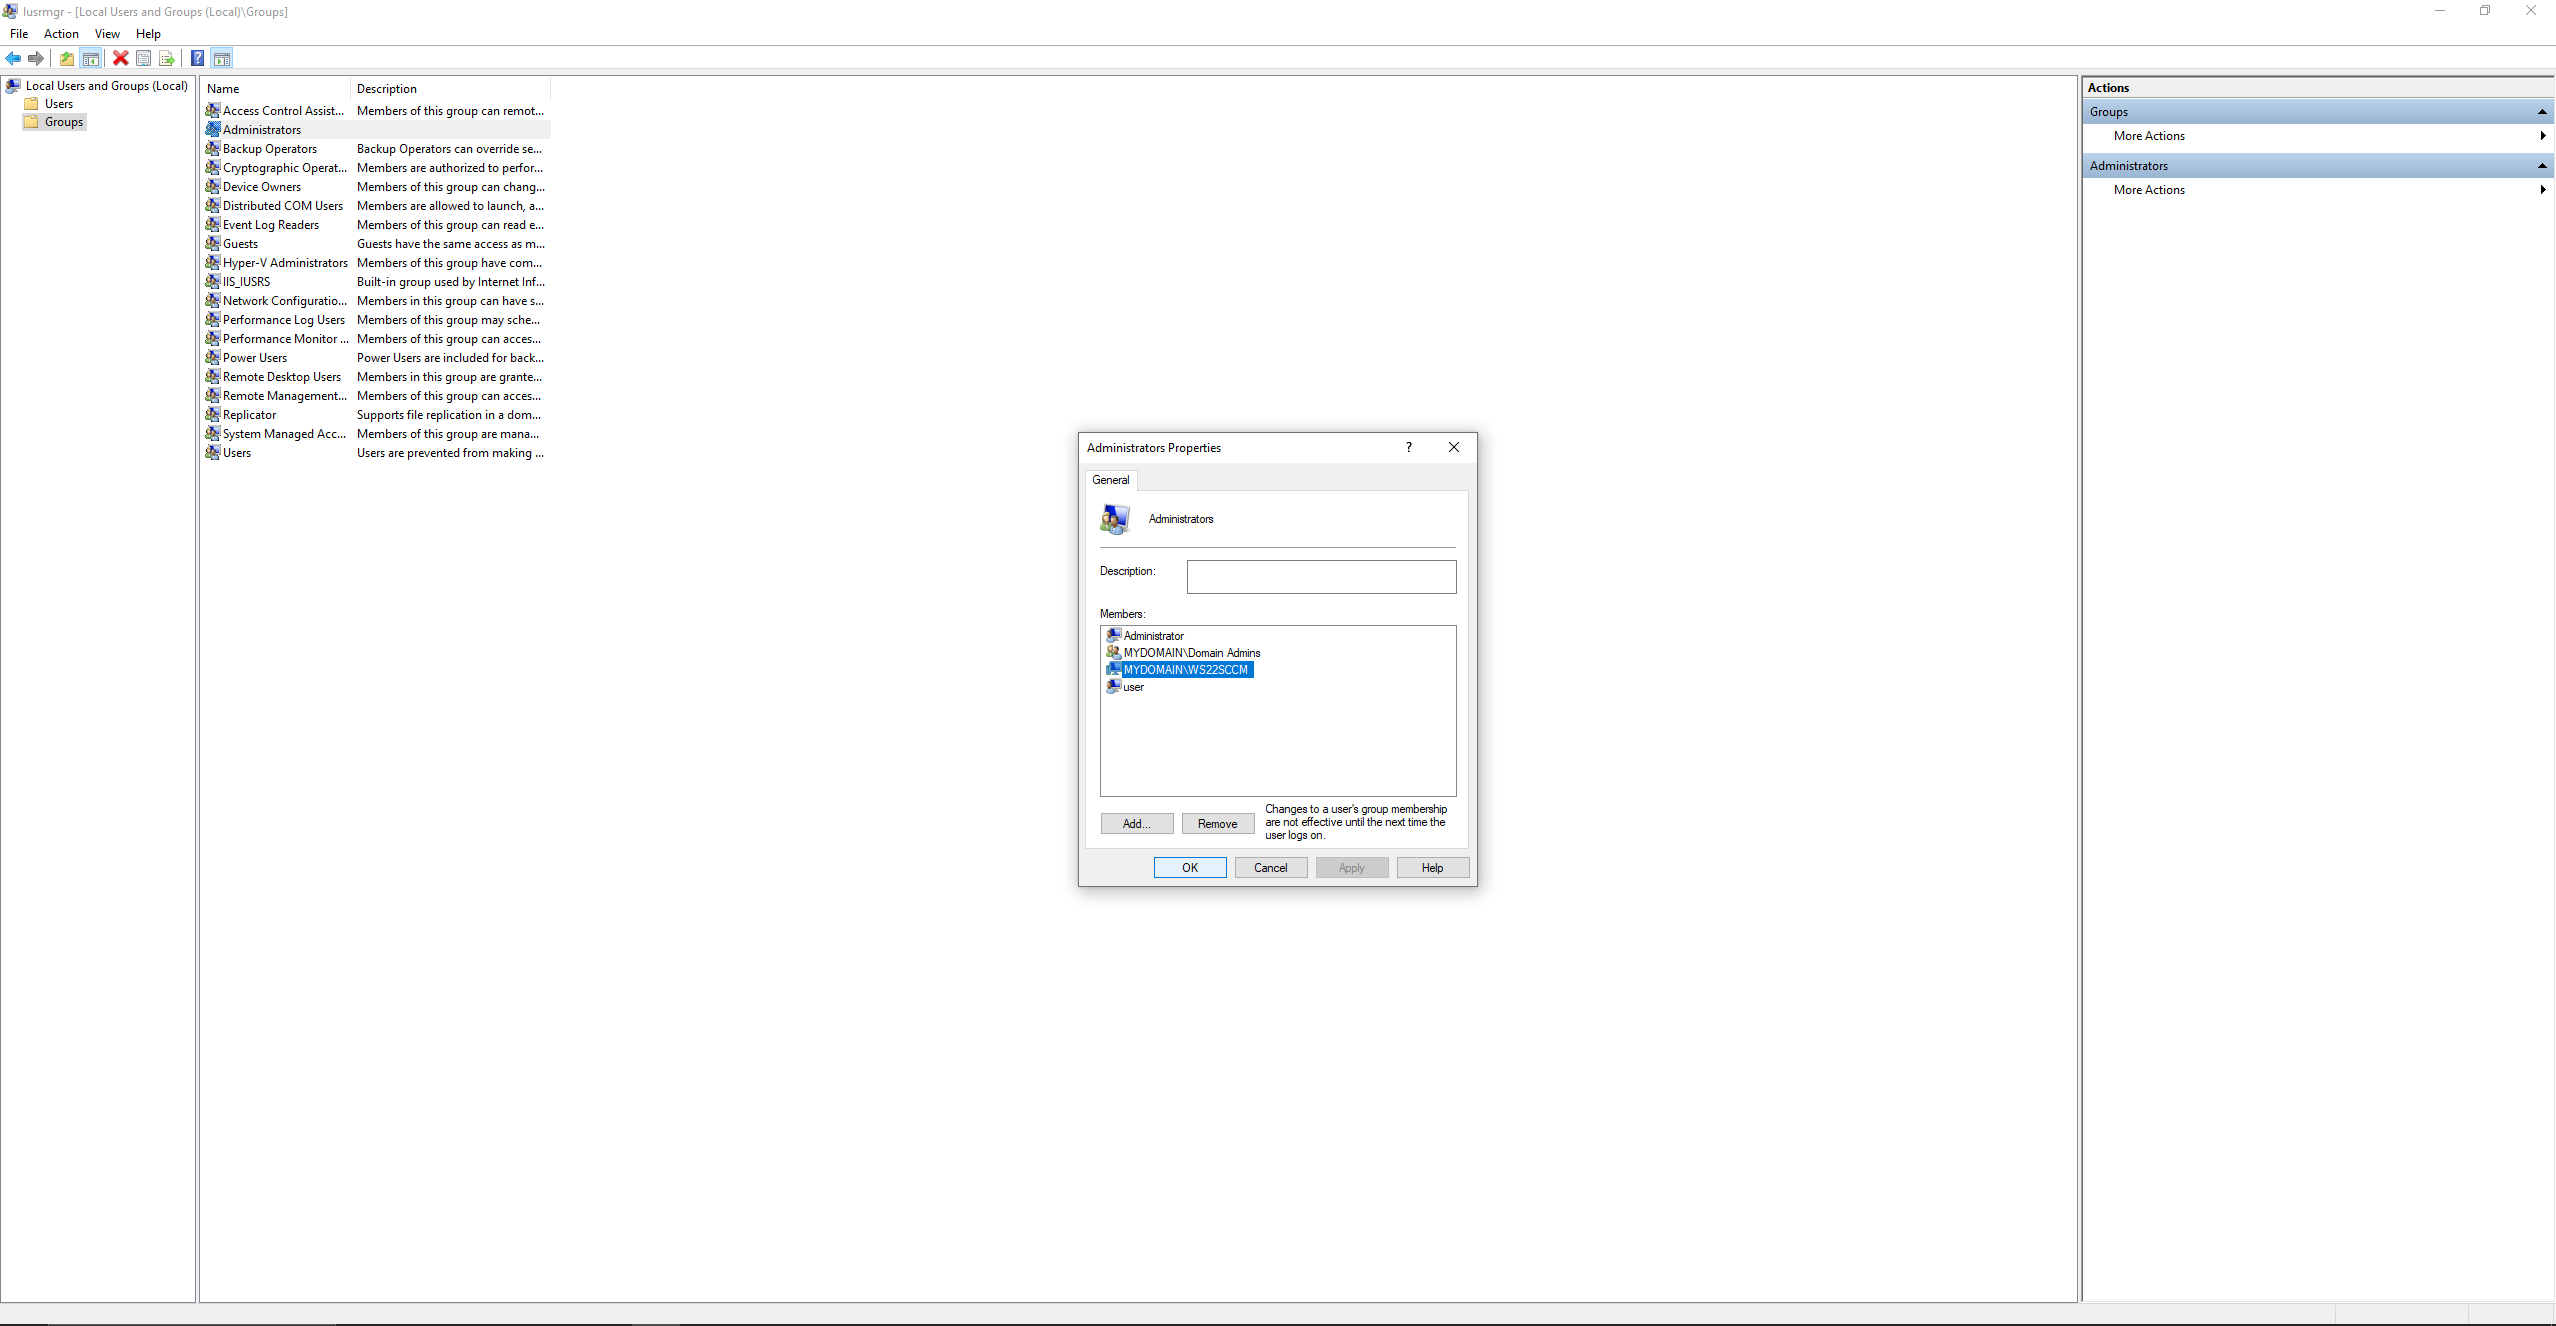 lusrmgr - [Local Users and Groups (Local)\Groups]
File Action View Help
Local Users and Groups (Local)
Users
Groups
Name Description
Access Control Assist... Members of this group can remot...
Administrators
Backup Operators Backup Operators can override se...
Cryptographic Operat... Members are authorized to perfor...
Device Owners Members of this group can chang...
Distributed COM Users Members are allowed to launch, a...
Event Log Readers Members of this group can read e...
Guests Guests have the same access as m...
Hyper-V Administrators Members of this group have com...
IIS_IUSRS Built-in group used by Internet Inf...
Network Configuratio... Members in this group can have s...
Performance Log Users Members of this group may sche...
Performance Monitor ... Members of this group can acces...
Power Users Power Users are included for back...
Remote Desktop Users Members in this group are grante...
Remote Management... Members of this group can acces...
Replicator Supports file replication in a dom...
System Managed Acc... Members of this group are mana...
Users Users are prevented from making ...
Administrators Properties ?
General
Administrators
Description:
Members:
Administrator
MYDOMAIN\Domain Admins
MYDOMAIN\WS22SCCM
user
Add... Remove
Changes to a user's group membership
are not effective until the next time the
user logs on.
OK Cancel Apply Help
Actions
Groups
More Actions
Administrators
More Actions